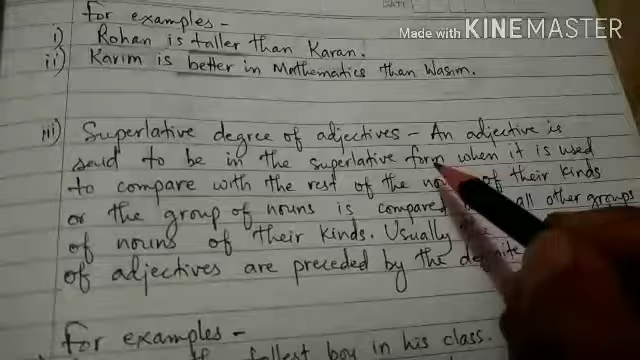 Made with KINEMASTER
for examples -
i) Rohan is taller than Karan.
ii) Karim is better in Mathematics than Wasim.
iii) Superlative degree of adjectives - An adjective is
said to be in the superlative form when it is used
to compare with the rest of the of their kinds
or the group of nouns is all other groups
of nouns of their kinds. Usually
of adjectives are preceded by the definite
for examples -
tallest boy in his class.